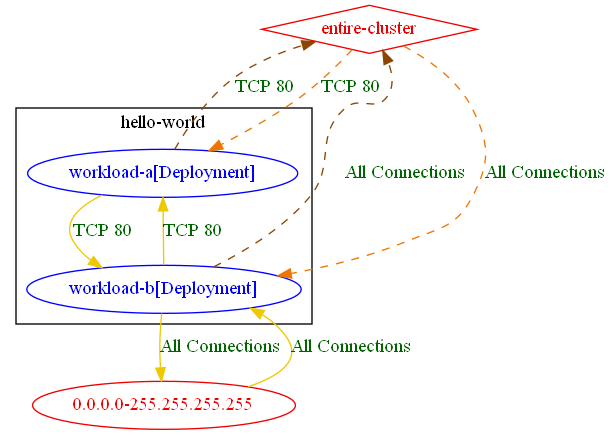 entire-cluster
TCP 80
TCP 80
hello-world
workload-a[Deployment]
All Connections
All Connections
TCP 80
TCP 80
workload-b[Deployment]
All Connections
All Connections
0.0.0.0-255.255.255.255